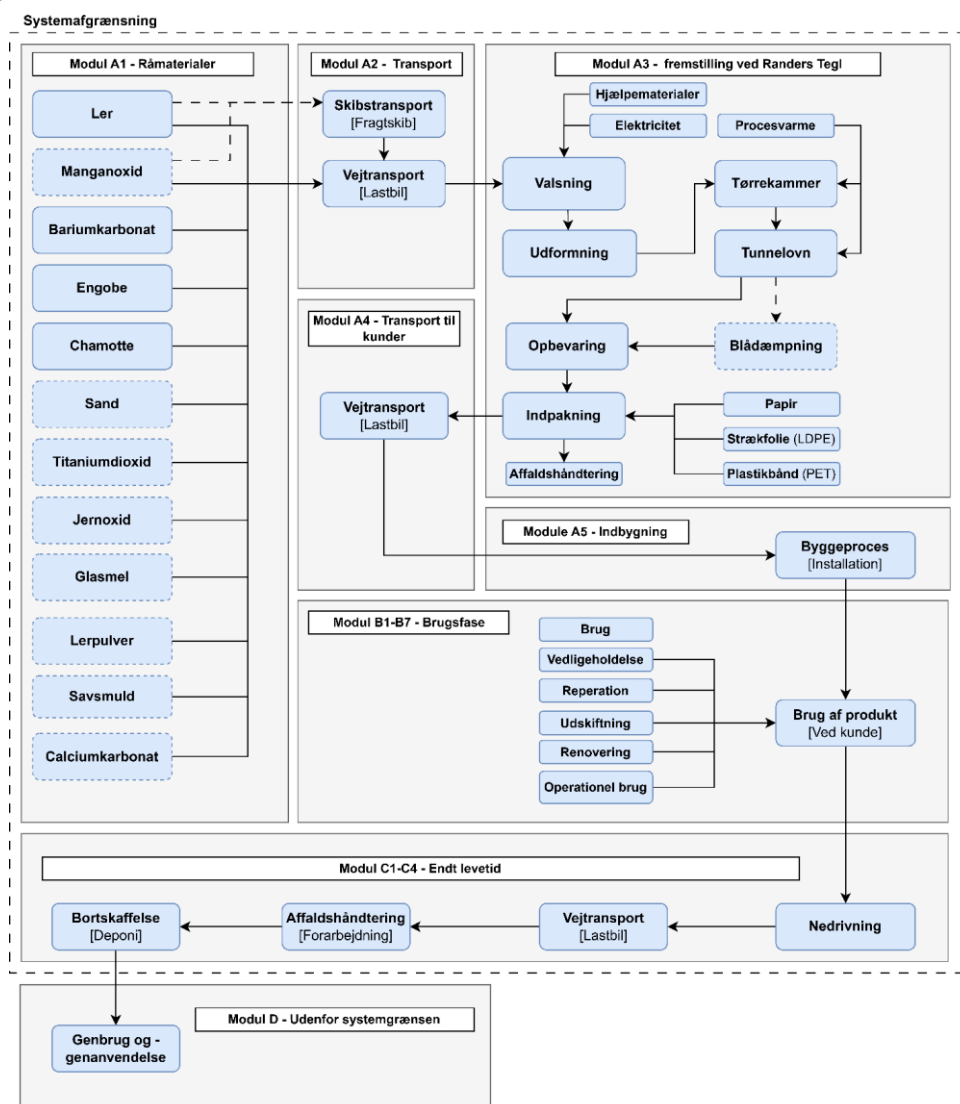 Systemafgrænsning
Modul A1 - Råmaterialer
Ler
Manganoxid
Bariumkarbonat
Engobe
Chamotte
Sand
Titaniumdioxid
Jernoxid
Glasmel
Lerpulver
Savsmuld
Calciumkarbonat
Modul A2 - Transport
Skibstransport
[Fragtskib]
Vejtransport
[Lastbil]
Modul A3 - fremstilling ved Randers Tegl
Hjælpematerialer
Elektricitet
Procesvarme
Valsning
Tørrekammer
Udformning
Tunnelovn
Opbevaring
Blådæmpning
Indpakning
Papir
Strækfolie (LDPE)
Plastikbånd (PET)
Affaldshåndtering
Modul A4 - Transport til
kunder
Vejtransport
[Lastbil]
Module A5 - Indbygning
Byggeproces
[Installation]
Modul B1-B7 - Brugsfase
Brug
Vedligeholdelse
Reperation
Udskiftning
Renovering
Operationel brug
Brug af produkt
[Ved kunde]
Modul C1-C4 - Endt levetid
Bortskaffelse
[Deponi]
Affaldshåndtering
[Forarbejdning]
Vejtransport
[Lastbil]
Nedrivning
Modul D - Udenfor systemgrænsen
Genbrug og -
genanvendelse